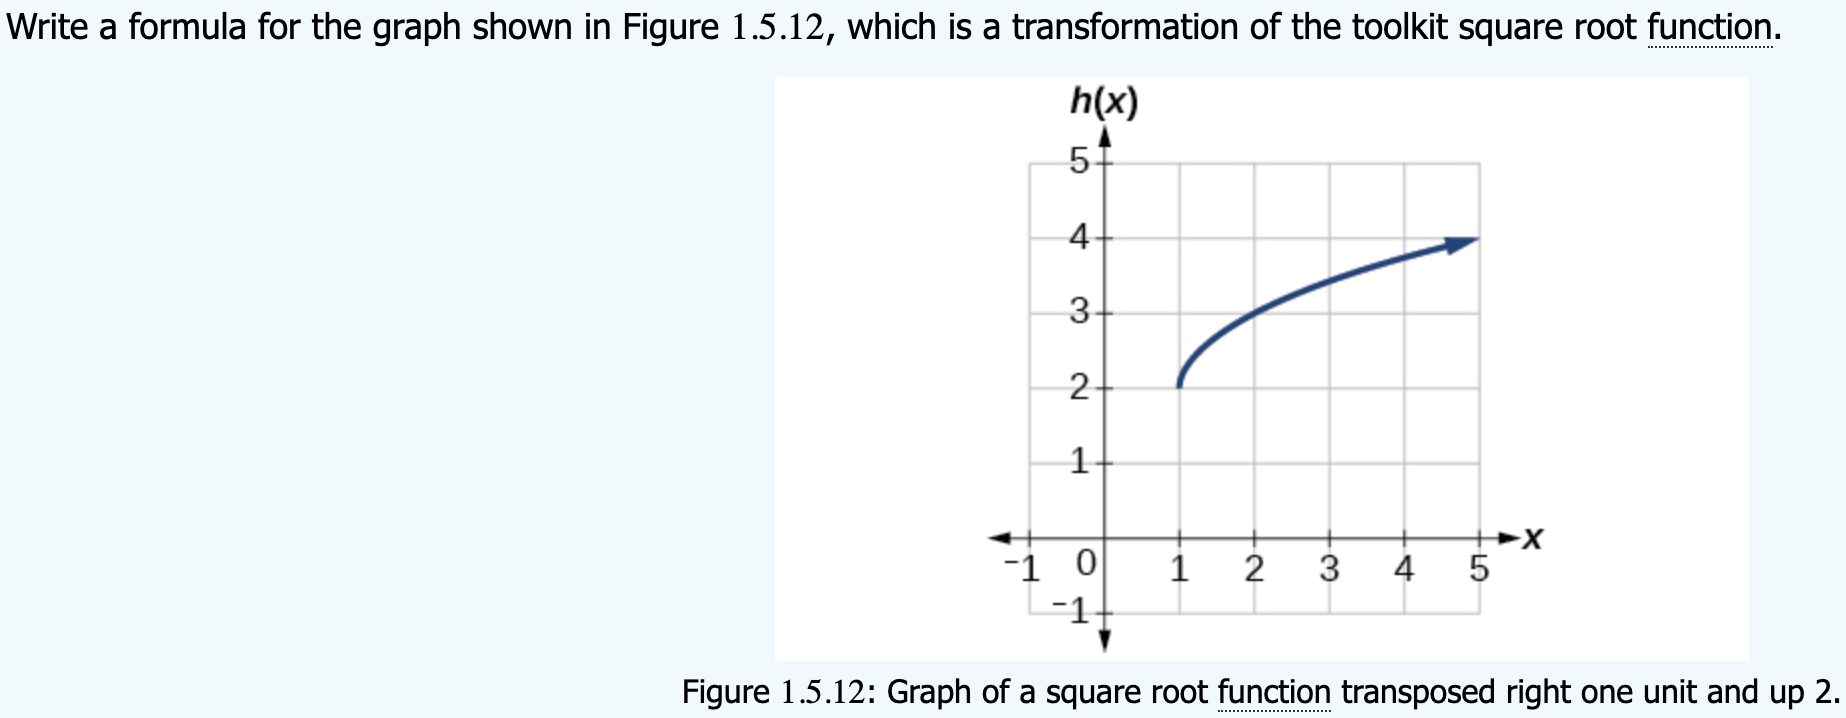 Write a formula for the graph shown in Figure 1.5.12, which is a transformation of the toolkit square root function.
h(x)
5
4
3
2
1
x
-1 0 1 2 3 4 5
-1
Figure 1.5.12: Graph of a square root function transposed right one unit and up 2.